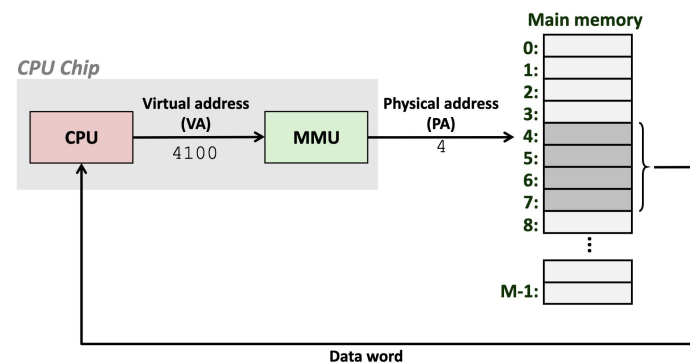 Main memory
CPU Chip
Virtual address
(VA)
4100
CPU
MMU
Physical address
(PA)
4
0:
1:
2:
3:
4:
5:
6:
7:
8:
M-1:
Data word